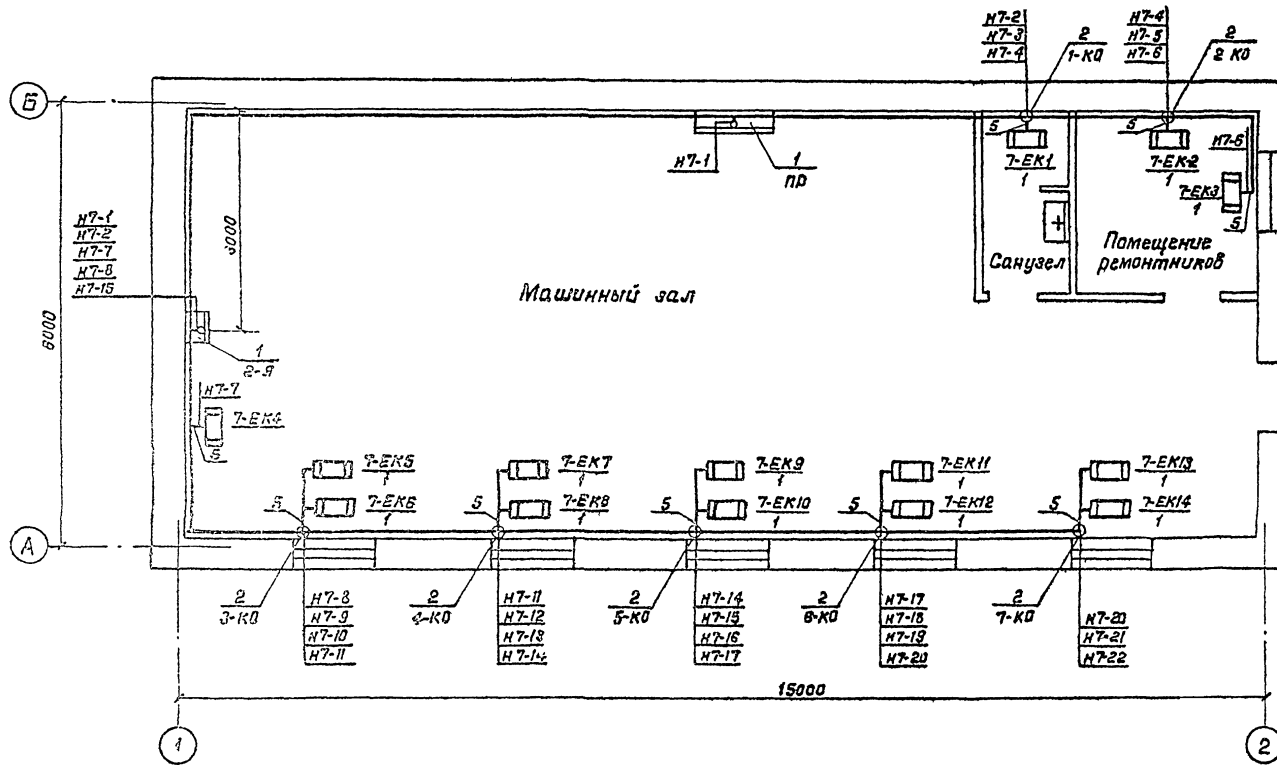 Н7-2
Н7-3
Н7-4
2
1-КО
Н7-4
Н7-5
Н7-6
2
2 КО
Б
5
7-ЕК1
1
5
7-ЕК2
1
Н7-6
7-ЕК3
1
5
Н7-1
1
ПР
3000
6000
Н7-1
Н7-2
Н7-7
Н7-8
Н7-15
Машинный зал
Санузел
Помещение
ремонтников
1
2-Я
Н7-7
7-ЕК4
5
7-ЕК5
1
7-ЕК6
1
5
7-ЕК7
1
7-ЕК8
1
5
7-ЕК9
1
7-ЕК10
1
5
7-ЕК11
1
7-ЕК12
1
5
7-ЕК13
1
7-ЕК14
1
5
А
2
3-КО
Н7-8
Н7-9
Н7-10
Н7-11
2
4-КО
Н7-11
Н7-12
Н7-13
Н7-14
2
5-КО
Н7-14
Н7-15
Н7-16
Н7-17
2
6-КО
Н7-17
Н7-18
Н7-19
Н7-20
2
7-КО
Н7-20
Н7-21
Н7-22
15000
1
2